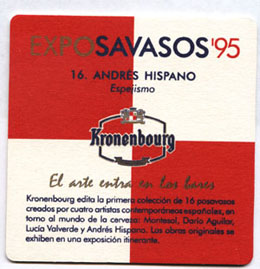 EXPOSAVASOS '95
16. ANDRÉS HISPANO
Espejismo
Kronenbourg
El arte entra en los bares
Kronenbourg edita la primera colección de 16 posavasos
creados por cuatro artistas contemporáneos españoles, en
torno al mundo de la cerveza: Montesol, Darío Aguilar,
Lucía Valverde y Andrés Hispano. Las obras originales se
exhiben en una exposición itinerante.